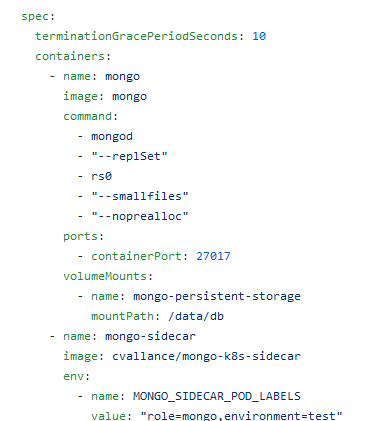 spec:
  terminationGracePeriodSeconds: 10
  containers:
    - name: mongo
      image: mongo
      command:
        - mongod
        - "--replSet"
        - rs0
        - "--smallfiles"
        - "--noprealloc"
      ports:
        - containerPort: 27017
      volumeMounts:
        - name: mongo-persistent-storage
          mountPath: /data/db
    - name: mongo-sidecar
      image: cvallance/mongo-k8s-sidecar
      env:
        - name: MONGO_SIDECAR_POD_LABELS
          value: "role=mongo,environment=test"